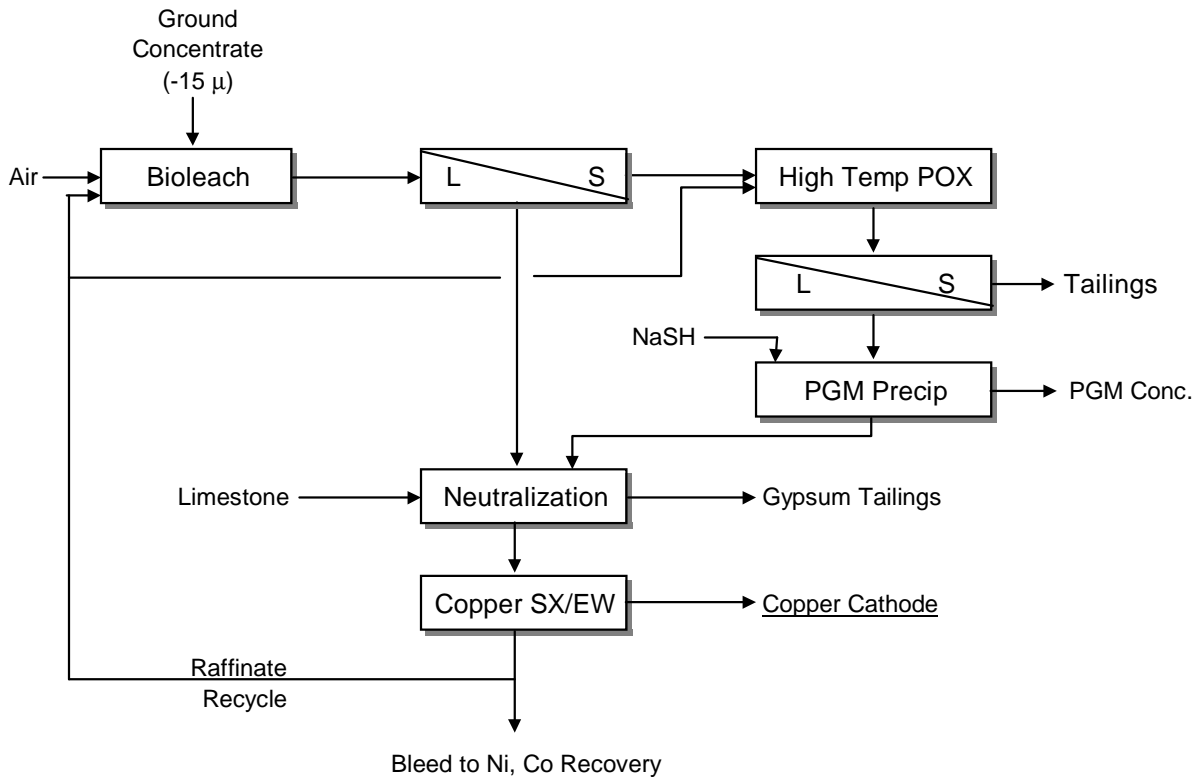 Ground
Concentrate
(-15 μ)
Air
Bioleach
L S
High Temp POX
L S
Tailings
NaSH
PGM Precip
PGM Conc.
Limestone
Neutralization
Gypsum Tailings
Copper SX/EW
Copper Cathode
Raffinate
Recycle
Bleed to Ni, Co Recovery